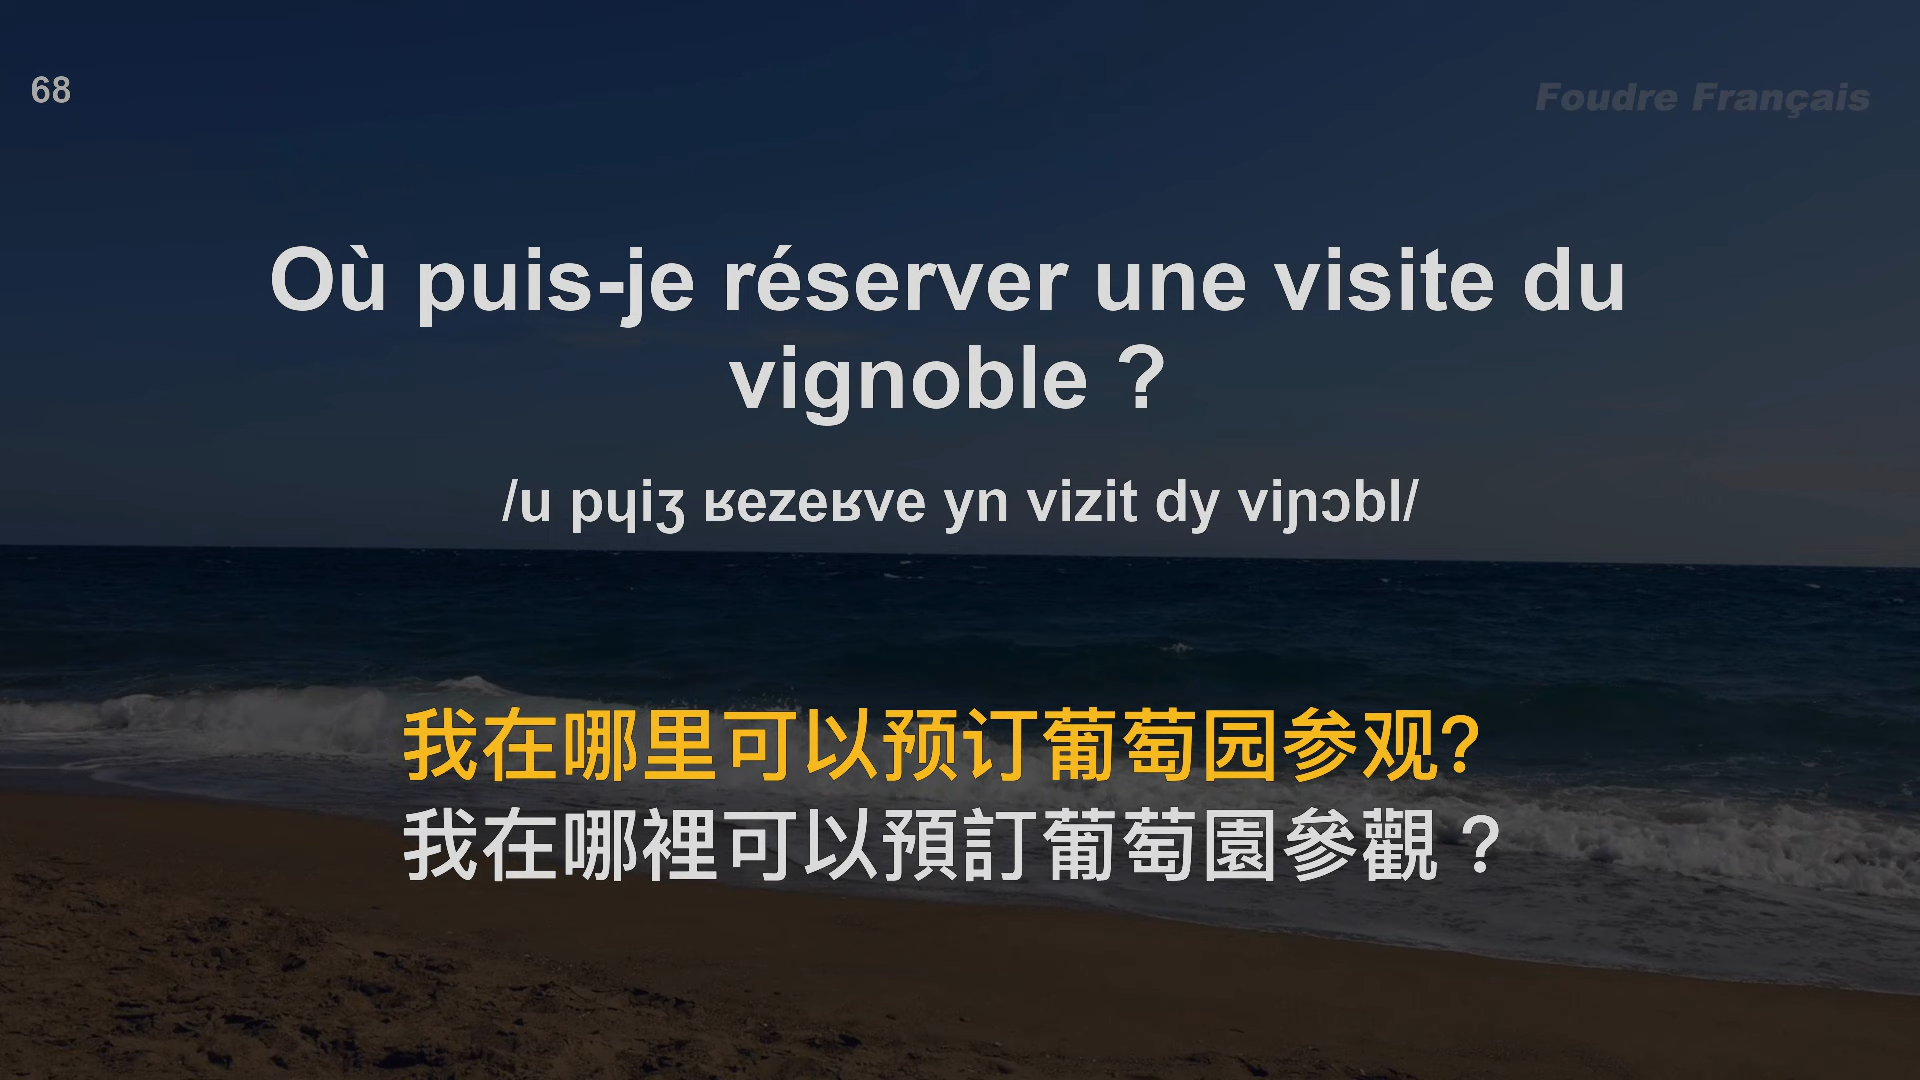 68
Foudre Français
Où puis-je réserver une visite du
vignoble ?
/u pɥiʒ ʁezeʁve yn vizit dy viɲɔbl/
我在哪里可以预订葡萄园参观?
我在哪裡可以預訂葡萄園參觀？